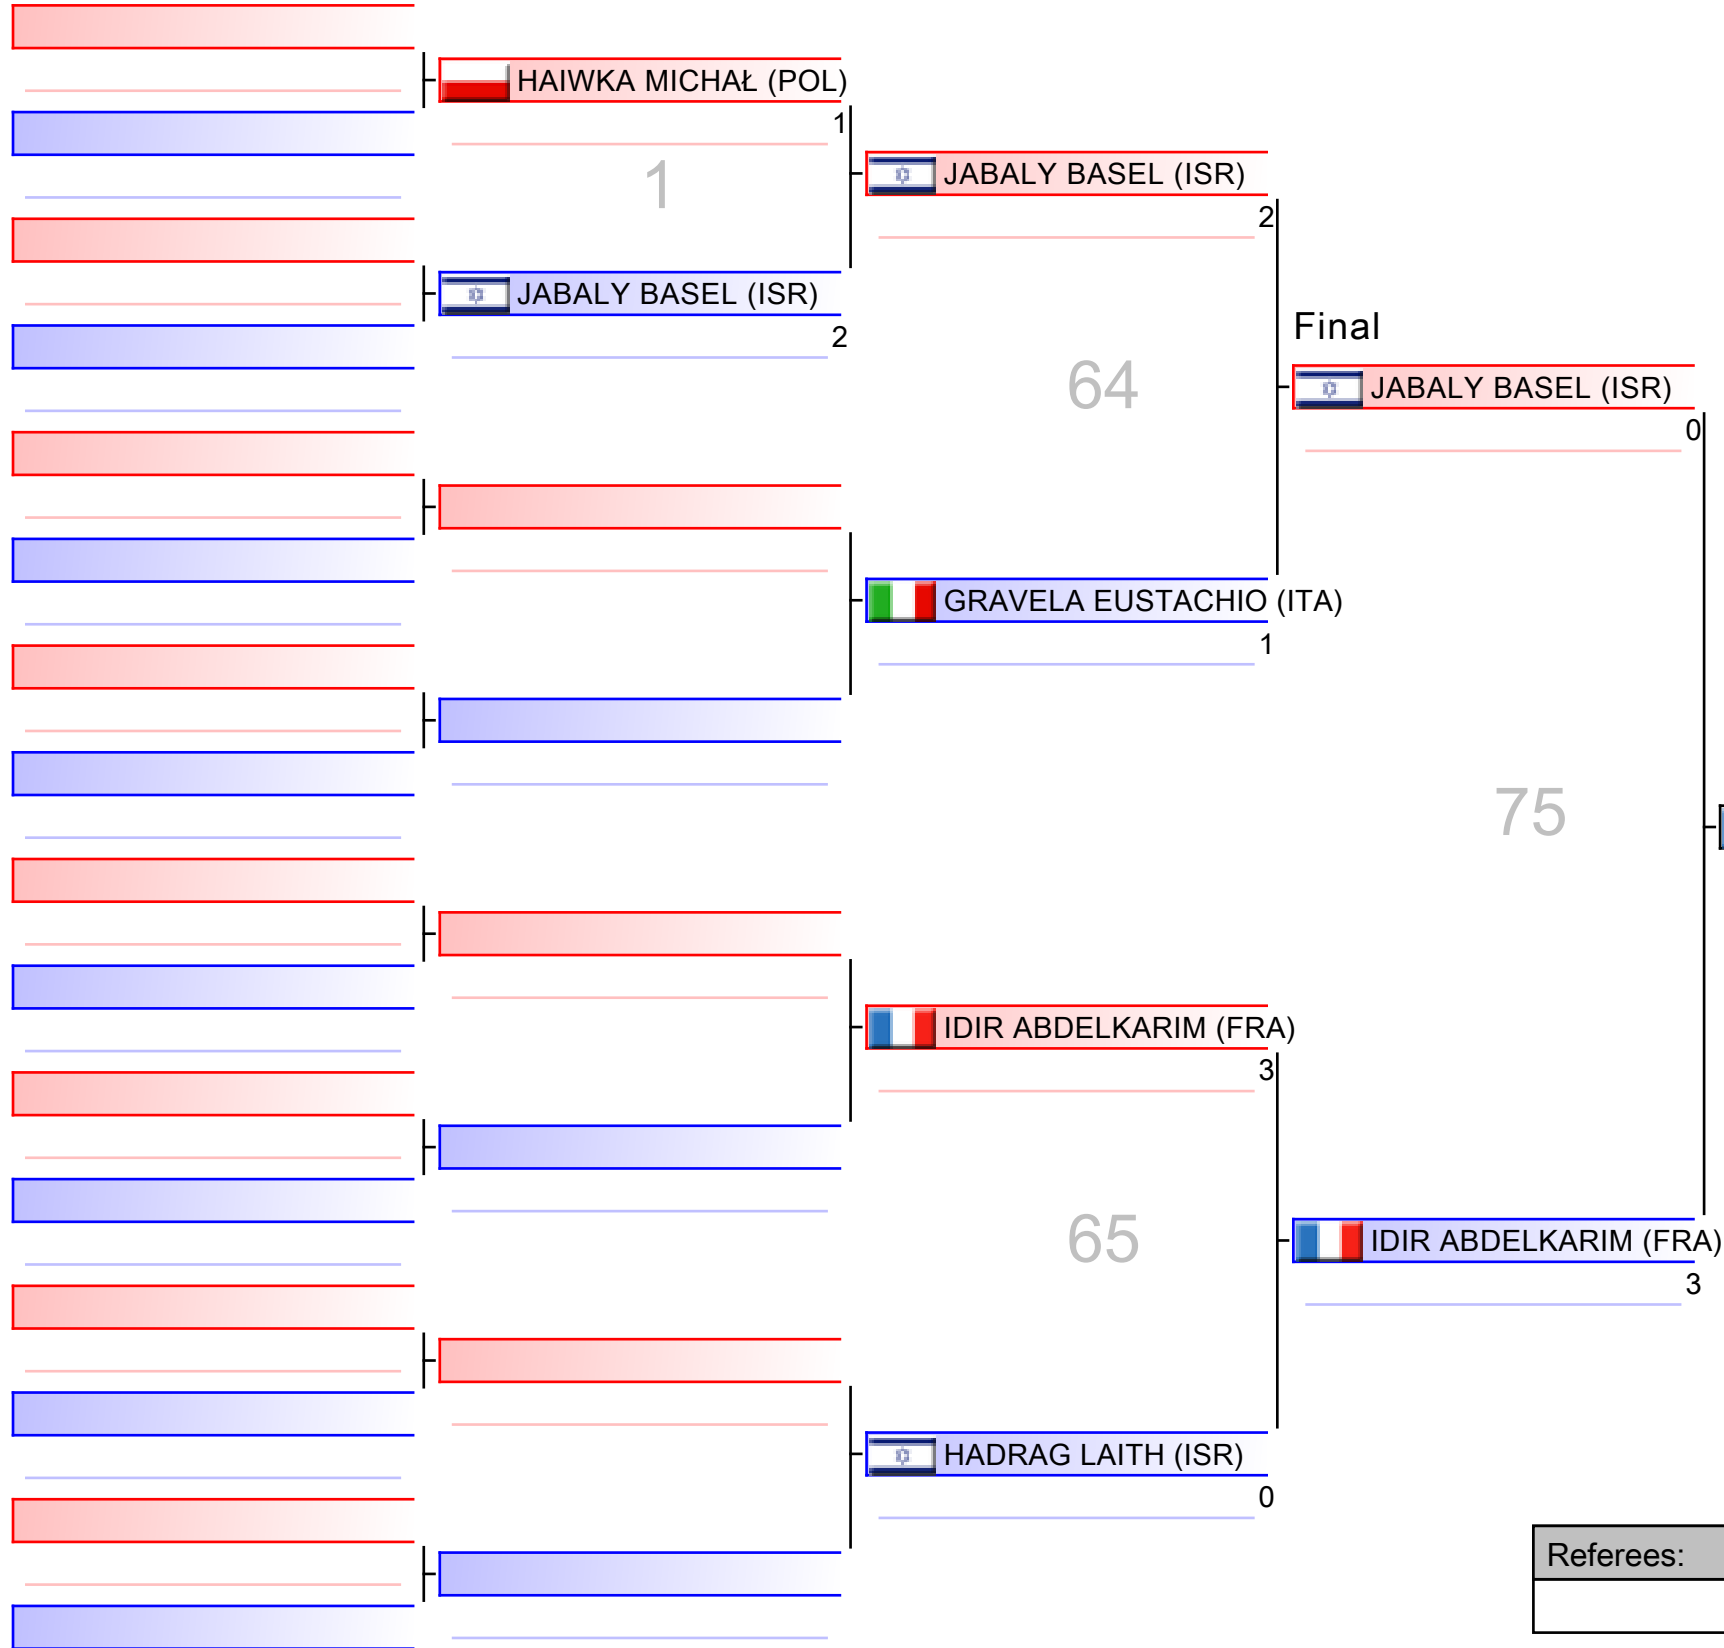 HAIWKA MICHAŁ (POL)
1
1
JABALY BASEL (ISR)
2
JABALY BASEL (ISR)
2
64
GRAVELA EUSTACHIO (ITA)
1
Final
JABALY BASEL (ISR)
0
75
IDIR ABDELKARIM (FRA)
3
65
HADRAG LAITH (ISR)
0
IDIR ABDELKARIM (FRA)
3
Referees: